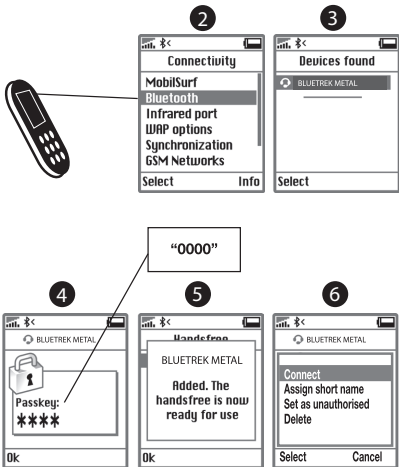 2
3
Connectivity
MobilSurf
Bluetooth
Infrared port
WAP options
Synchronization
GSM Networks
Select Info
Devices found
BLUETREK METAL
Select
"0000"
4
5
6
BLUETREK METAL
Passkey:
****
Ok
Handsfree
BLUETREK METAL
Added. The
handsfree is now
ready for use
Ok
BLUETREK METAL
Connect
Assign short name
Set as unauthorised
Delete
Select Cancel